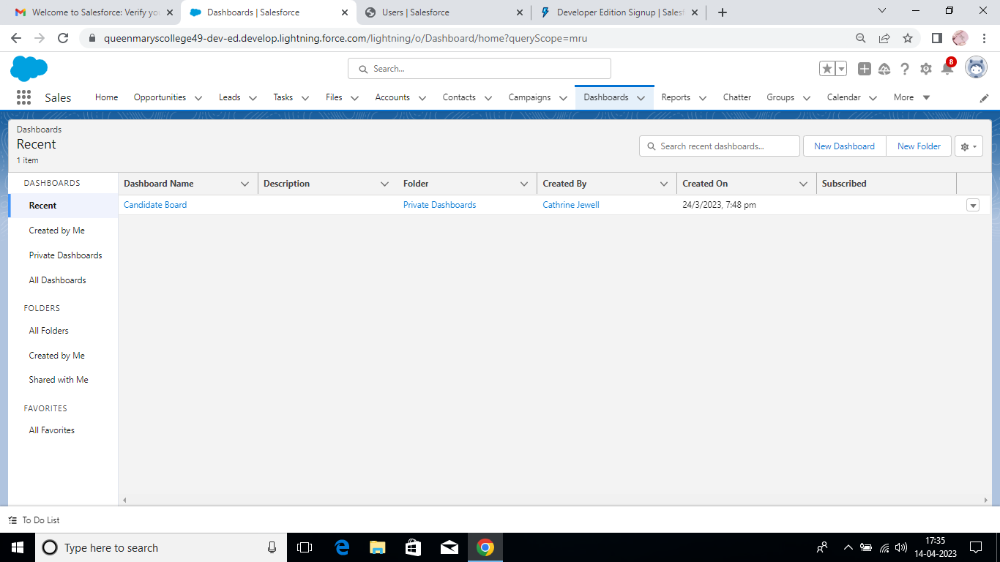 Welcome to Salesforce: Verify you
Dashboards | Salesforce
Users | Salesforce
Developer Edition Signup | Salesf
queenmaryscollege49-dev-ed.develop.lightning.force.com/lightning/o/Dashboard/home?queryScope=mru
Search...
8
Sales
Home
Opportunities
Leads
Tasks
Files
Accounts
Contacts
Campaigns
Dashboards
Reports
Chatter
Groups
Calendar
More
Dashboards
Recent
1 item
Search recent dashboards...
New Dashboard
New Folder
DASHBOARDS
Recent
Created by Me
Private Dashboards
All Dashboards
FOLDERS
All Folders
Created by Me
Shared with Me
FAVORITES
All Favorites
Dashboard Name
Description
Folder
Created By
Created On
Subscribed
Candidate Board
Private Dashboards
Cathrine Jewell
24/3/2023, 7:48 pm
To Do List
Type here to search
17:35
14-04-2023